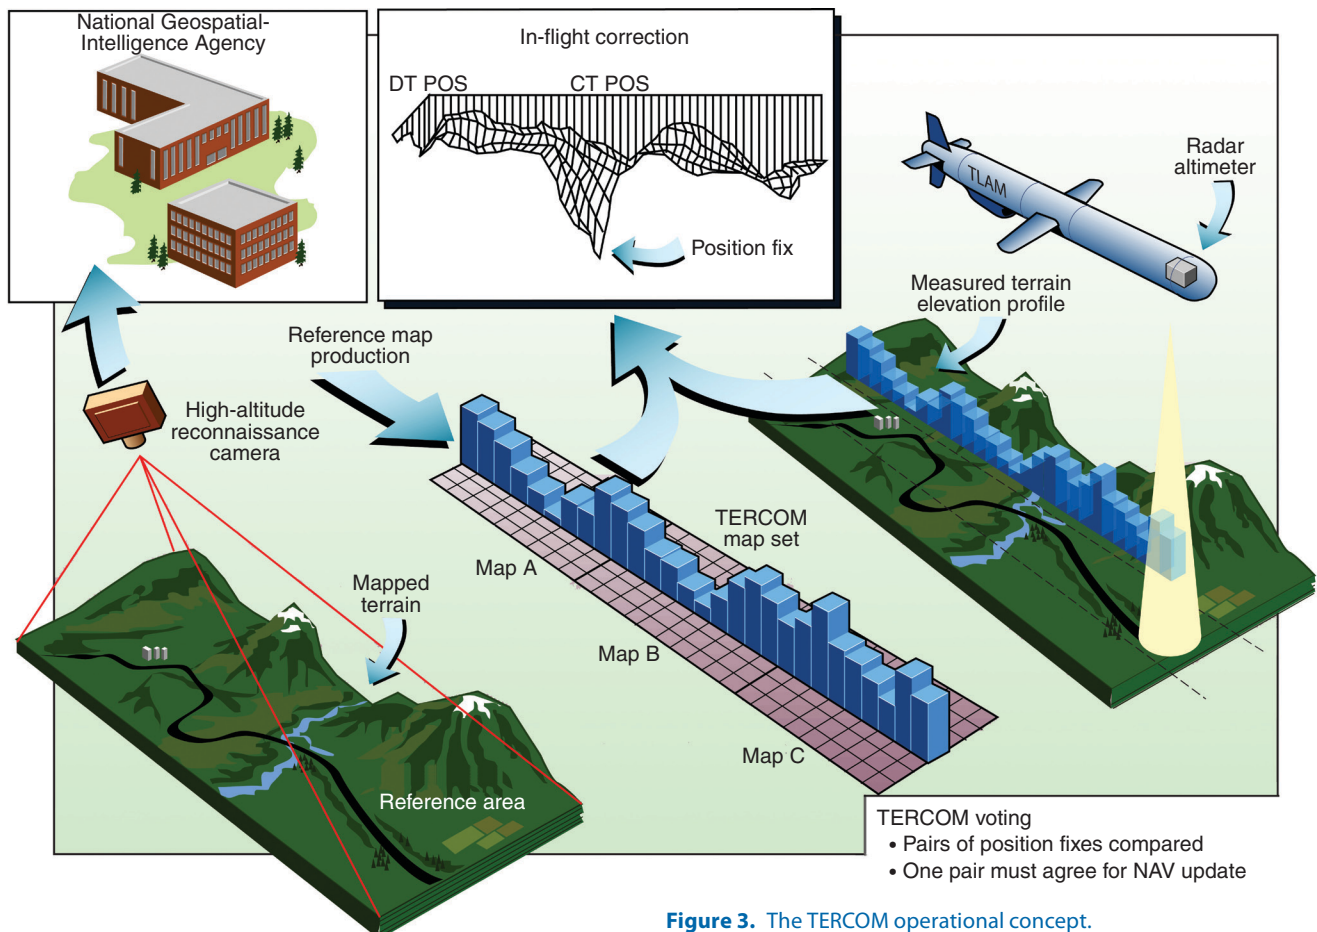 National Geospatial-
Intelligence Agency
In-flight correction
DT POS
CT POS
Position fix
TLAM
Radar
altimeter
Measured terrain
elevation profile
Reference map
production
High-altitude
reconnaissance
camera
TERCOM
map set
Map A
Map B
Map C
Mapped
terrain
Reference area
TERCOM voting
• Pairs of position fixes compared
• One pair must agree for NAV update
Figure 3. The TERCOM operational concept.